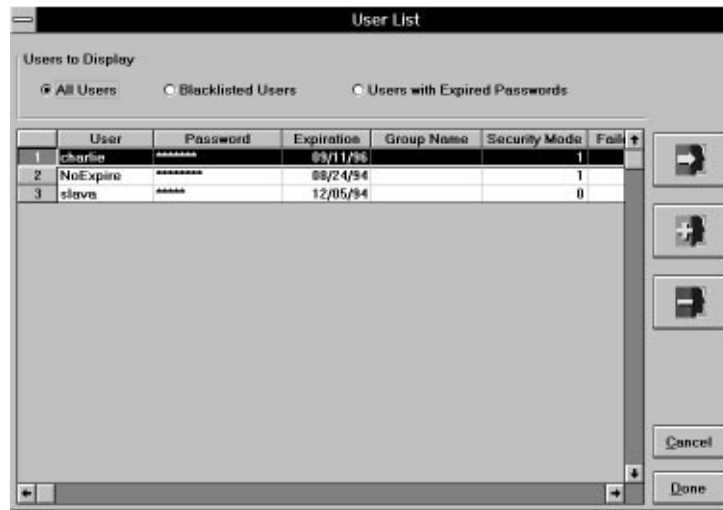 User List
Users to Display
All Users Blacklisted Users Users with Expired Passwords
User Password Expiration Group Name Security Mode Faile
1 charlie ******* 09/11/96 1
2 NoExpire ******** 08/24/94 1
3 slava ***** 12/05/94 0
Cancel
Done